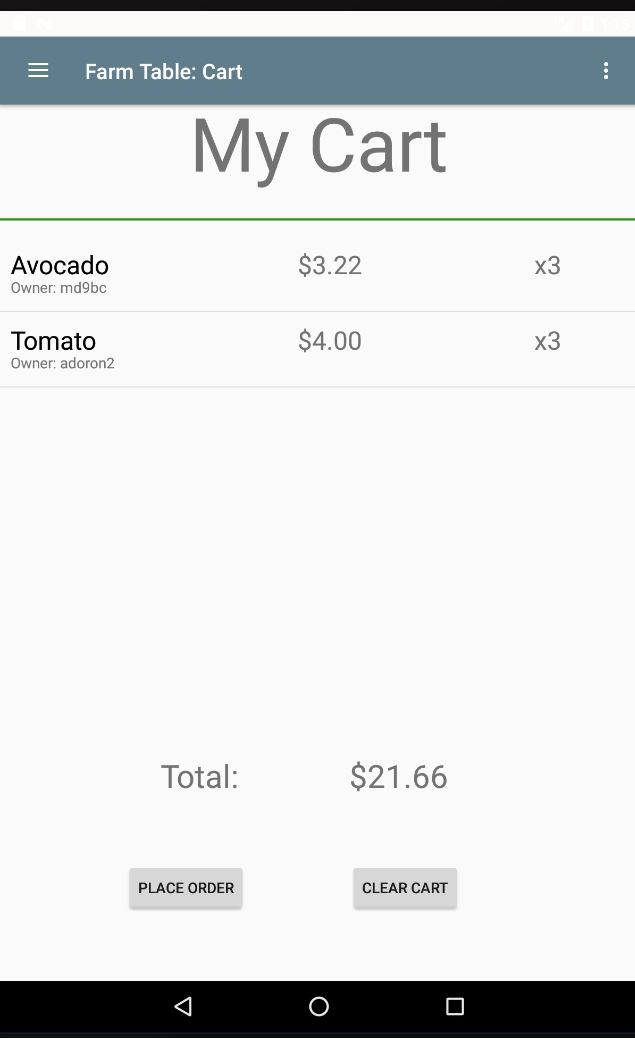 Farm Table: Cart
My Cart
Avocado $3.22 x3
Owner: md9bc
Tomato $4.00 x3
Owner: adoron2
Total: $21.66
PLACE ORDER CLEAR CART